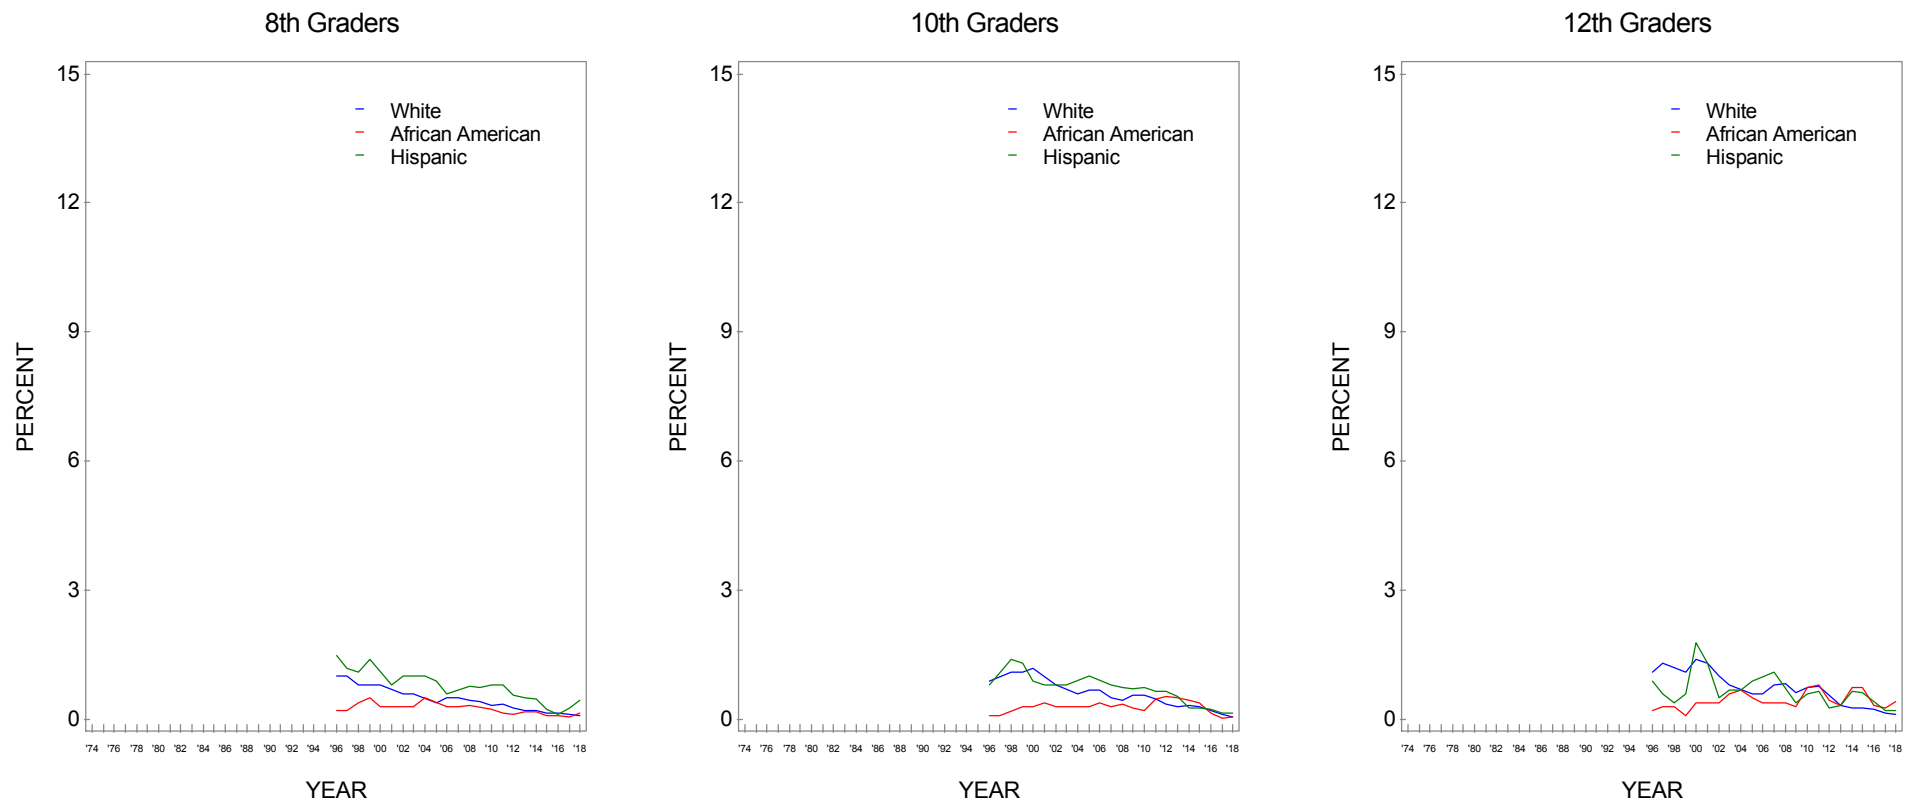 8th Graders
15
12
9
6
3
0
PERCENT
White
African American
Hispanic
'74 '76 '78 '80 '82 '84 '86 '88 '90 '92 '94 '96 '98 '00 '02 '04 '06 '08 '10 '12 '14 '16 '18
YEAR
10th Graders
15
12
9
6
3
0
PERCENT
White
African American
Hispanic
'74 '76 '78 '80 '82 '84 '86 '88 '90 '92 '94 '96 '98 '00 '02 '04 '06 '08 '10 '12 '14 '16 '18
YEAR
12th Graders
15
12
9
6
3
0
PERCENT
White
African American
Hispanic
'74 '76 '78 '80 '82 '84 '86 '88 '90 '92 '94 '96 '98 '00 '02 '04 '06 '08 '10 '12 '14 '16 '18
YEAR